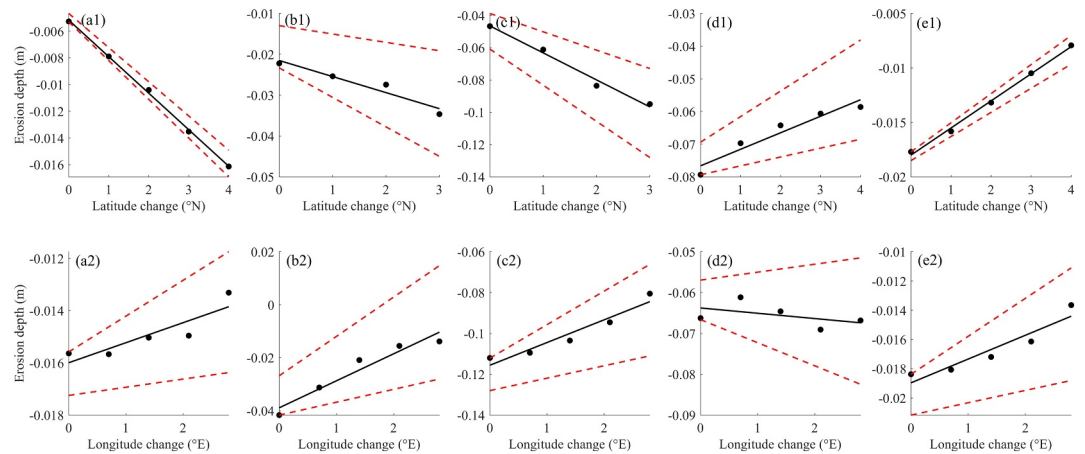 (a1)
-0.006
-0.008
-0.01
-0.012
-0.014
-0.016
Erosion depth (m)
0 1 2 3 4
Latitude change (°N)
(b1)
-0.01
-0.02
-0.03
-0.04
-0.05
0 1 2 3
Latitude change (°N)
(c1)
-0.04
-0.06
-0.08
-0.1
-0.12
-0.14
0 1 2 3
Latitude change (°N)
(d1)
-0.03
-0.04
-0.05
-0.06
-0.07
-0.08
0 1 2 3 4
Latitude change (°N)
(e1)
-0.005
-0.01
-0.015
-0.02
0 1 2 3 4
Latitude change (°N)
(a2)
-0.012
-0.014
-0.016
-0.018
Erosion depth (m)
0 1 2
Longitude change (°E)
(b2)
0.02
0
-0.02
-0.04
0 1 2
Longitude change (°E)
(c2)
-0.06
-0.08
-0.1
-0.12
-0.14
0 1 2
Longitude change (°E)
(d2)
-0.05
-0.06
-0.07
-0.08
-0.09
0 1 2
Longitude change (°E)
(e2)
-0.01
-0.012
-0.014
-0.016
-0.018
-0.02
0 1 2
Longitude change (°E)